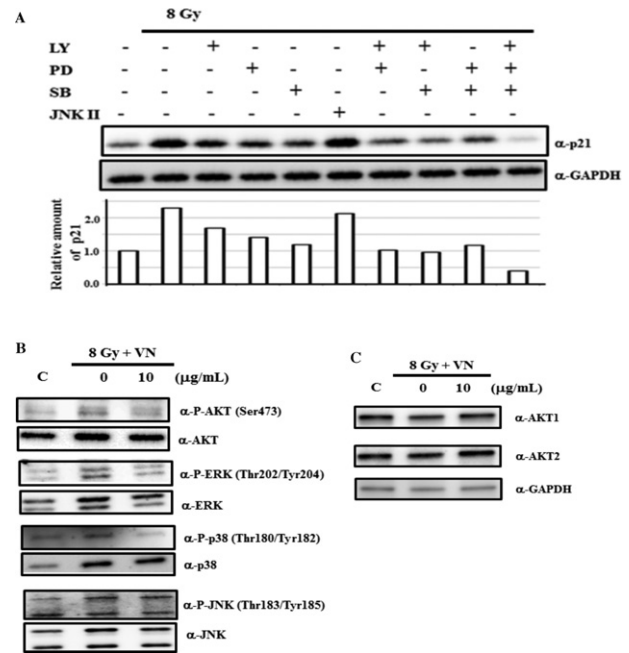 A
8 Gy
LY - - + - - - + + - +
PD - - - + - - + - + +
SB - - - - + - - + + +
JNK II - - - - - + - - - -
α-p21
α-GAPDH
Relative amount
of p21
2.0
1.0
0.0
B
8 Gy + VN
C 0 10 (μg/mL)
α-P-AKT (Ser473)
α-AKT
α-P-ERK (Thr202/Tyr204)
α-ERK
α-P-p38 (Thr180/Tyr182)
α-p38
α-P-JNK (Thr183/Tyr185)
α-JNK
C
8 Gy + VN
C 0 10 (μg/mL)
α-AKT1
α-AKT2
α-GAPDH